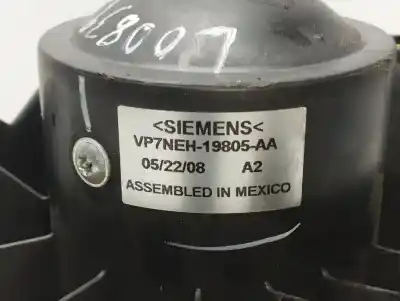 <SIEMENS<
VP7NEH-19805-AA
05/22/08 A2
ASSEMBLED IN MEXICO